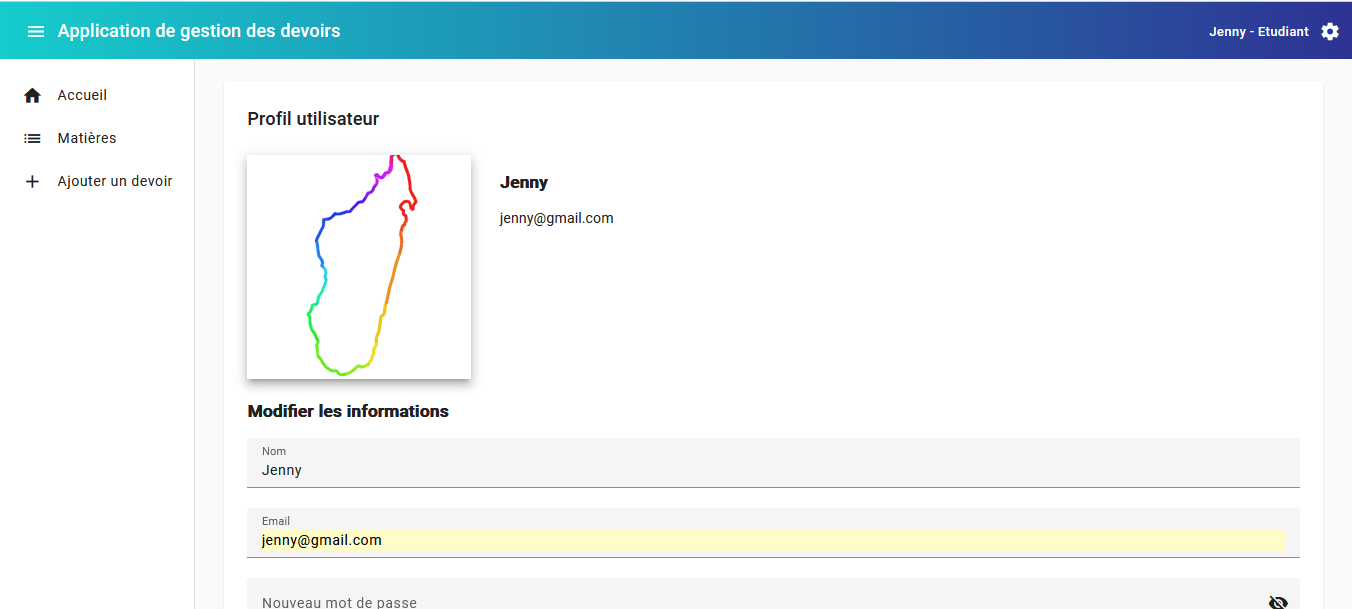 Application de gestion des devoirs
Jenny - Etudiant
Accueil
Matières
Ajouter un devoir
Profil utilisateur
Jenny
jenny@gmail.com
Modifier les informations
Nom
Jenny
Email
jenny@gmail.com
Nouveau mot de passe